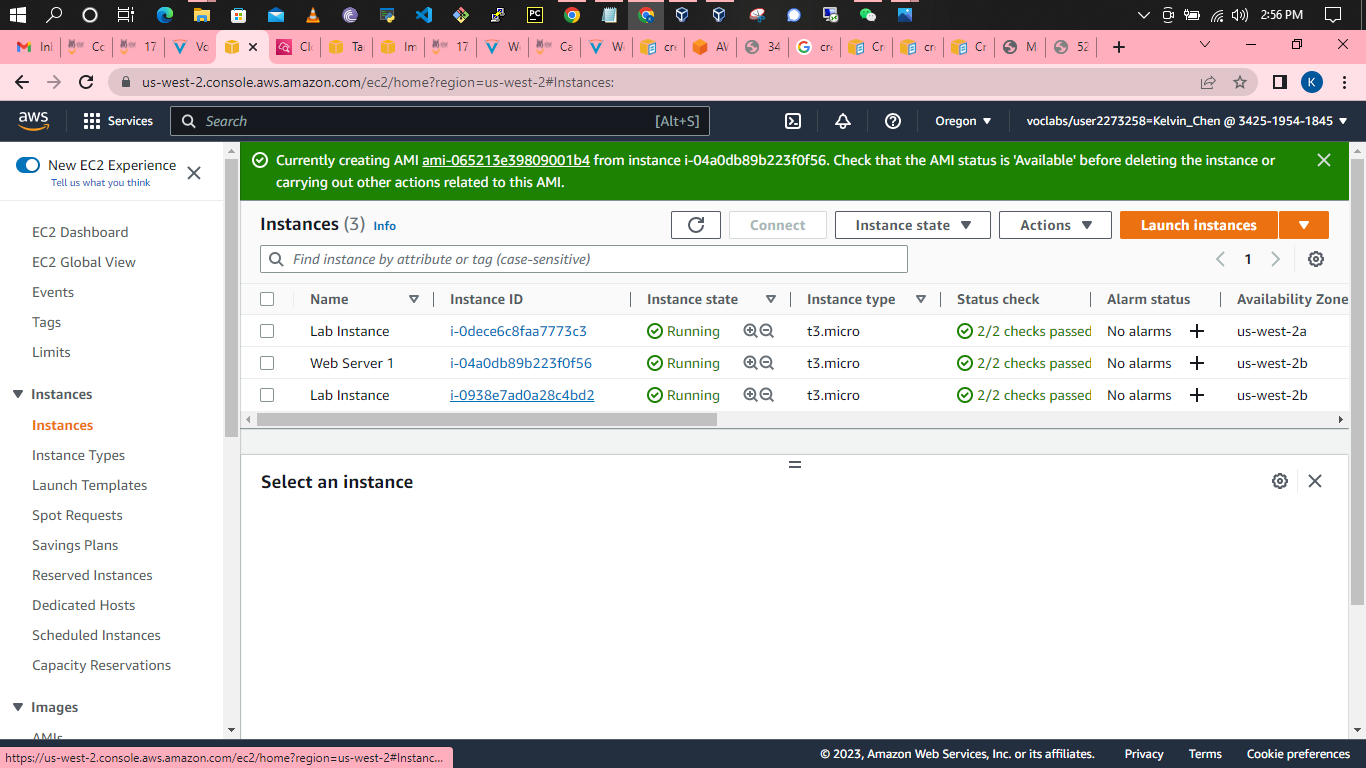 2:56 PM
Inl
Cc
17
Vc
Clo
Ta
Im
17
We
Ca
We
cre
AW
34
cre
Cr
cre
Cr
M
52
us-west-2.console.aws.amazon.com/ec2/home?region=us-west-2#Instances:
K
aws
Services
Search
[Alt+S]
Oregon
voclabs/user2273258=Kelvin_Chen @ 3425-1954-1845
New EC2 Experience
Tell us what you think
EC2 Dashboard
EC2 Global View
Events
Tags
Limits
Instances
Instances
Instance Types
Launch Templates
Spot Requests
Savings Plans
Reserved Instances
Dedicated Hosts
Scheduled Instances
Capacity Reservations
Images
AMIs
Currently creating AMI ami-065213e39809001b4 from instance i-04a0db89b223f0f56. Check that the AMI status is 'Available' before deleting the instance or
carrying out other actions related to this AMI.
Instances (3) Info
Connect
Instance state
Actions
Launch instances
Find instance by attribute or tag (case-sensitive)
1
Name Instance ID Instance state Instance type Status check Alarm status Availability Zone
Lab Instance i-0dece6c8faa7773c3 Running t3.micro 2/2 checks passed No alarms us-west-2a
Web Server 1 i-04a0db89b223f0f56 Running t3.micro 2/2 checks passed No alarms us-west-2b
Lab Instance i-0938e7ad0a28c4bd2 Running t3.micro 2/2 checks passed No alarms us-west-2b
Select an instance
https://us-west-2.console.aws.amazon.com/ec2/home?region=us-west-2#Instanc...
© 2023, Amazon Web Services, Inc. or its affiliates. Privacy Terms Cookie preferences